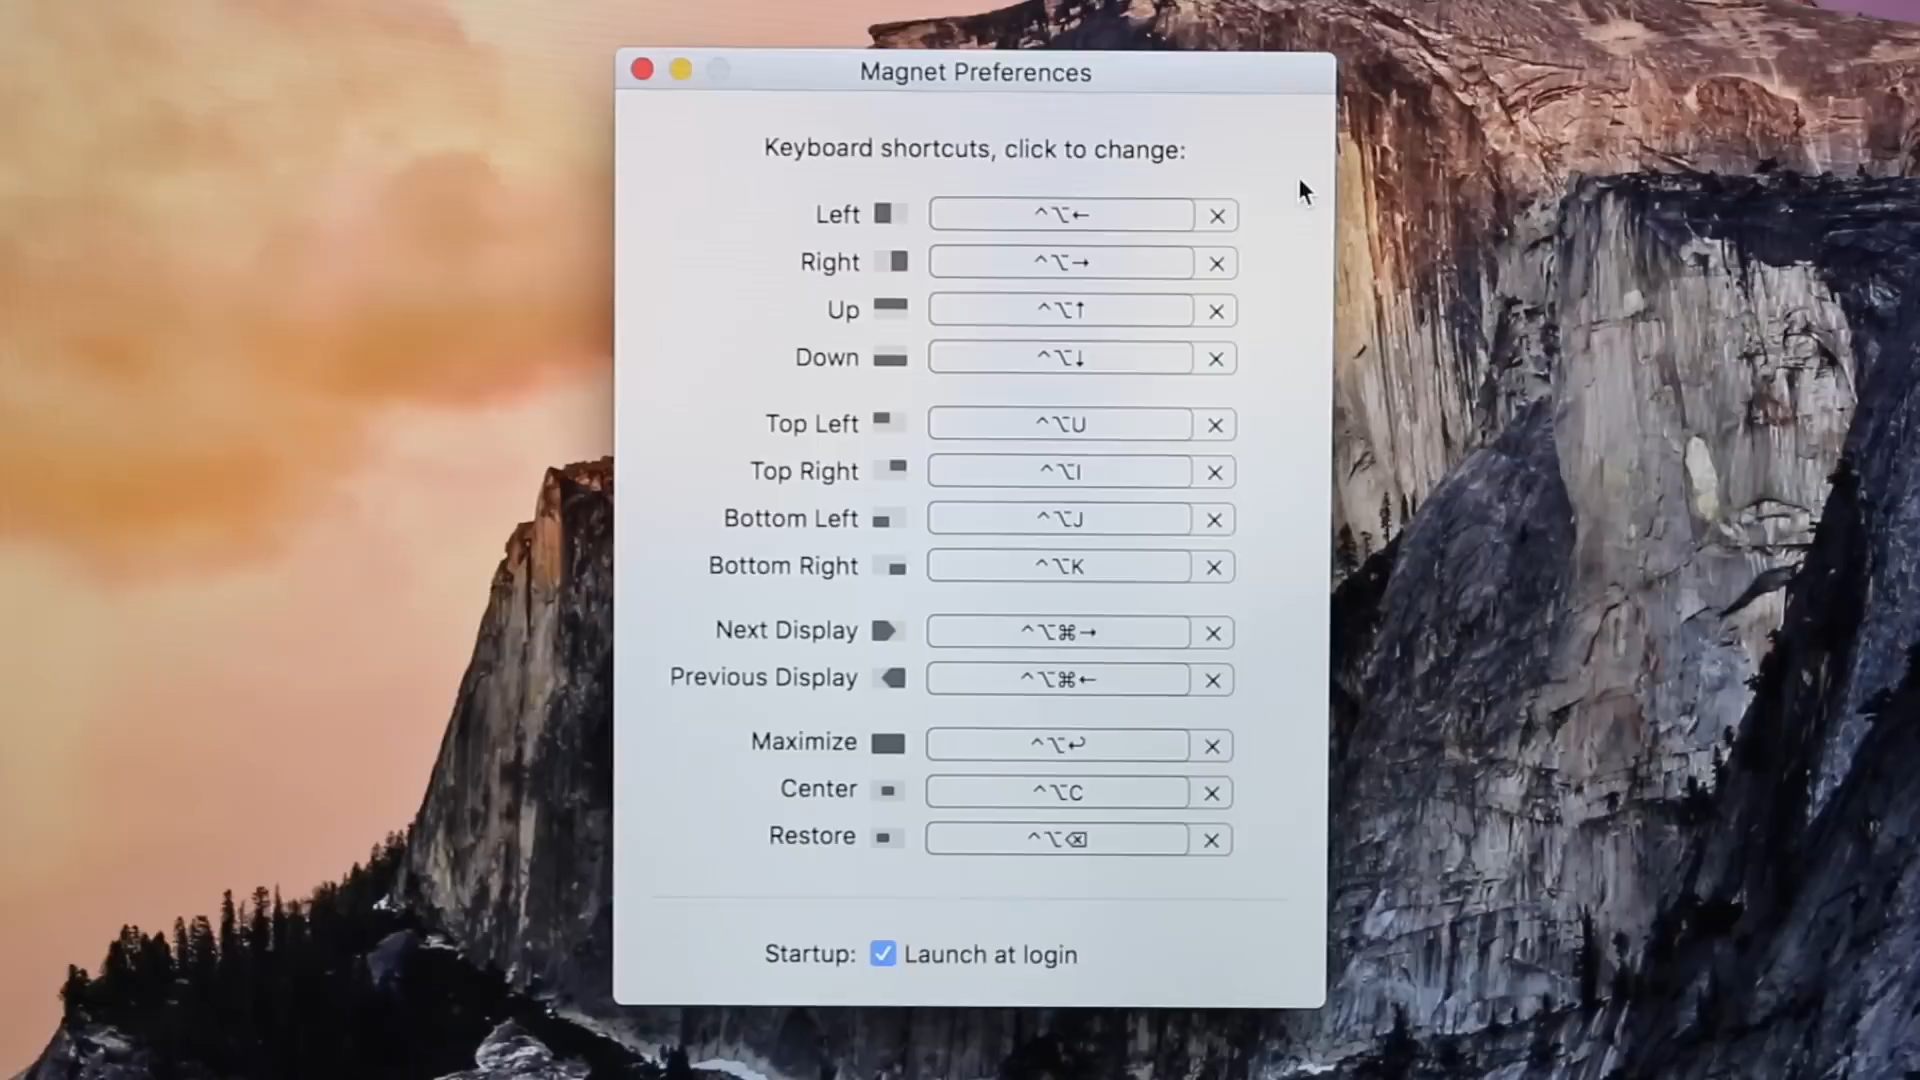 Magnet Preferences
Keyboard shortcuts, click to change:
Left ^⌥← ×
Right ^⌥→ ×
Up ^⌥↑ ×
Down ^⌥↓ ×
Top Left ^⌥U ×
Top Right ^⌥I ×
Bottom Left ^⌥J ×
Bottom Right ^⌥K ×
Next Display ^⌥⌘→ ×
Previous Display ^⌥⌘← ×
Maximize ^⌥↩ ×
Center ^⌥C ×
Restore ^⌥⌫ ×
Startup: ✓ Launch at login